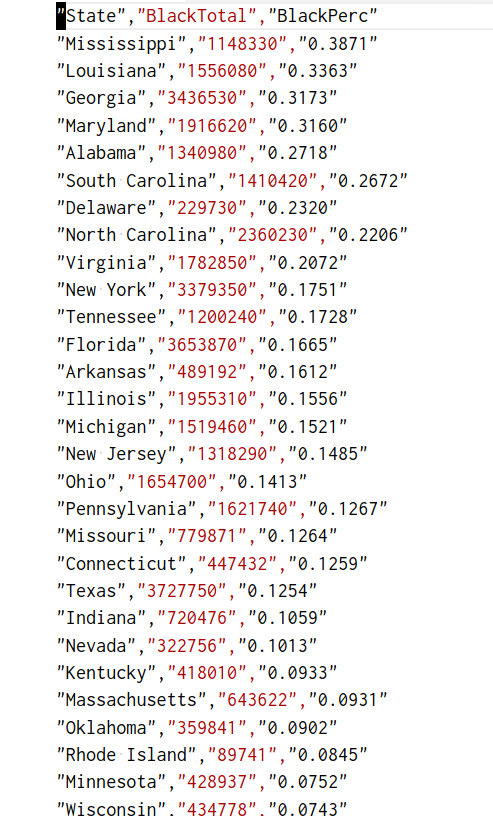 "State","BlackTotal","BlackPerc"
"Mississippi","1148330","0.3871"
"Louisiana","1556080","0.3363"
"Georgia","3436530","0.3173"
"Maryland","1916620","0.3160"
"Alabama","1340980","0.2718"
"South Carolina","1410420","0.2672"
"Delaware","229730","0.2320"
"North Carolina","2360230","0.2206"
"Virginia","1782850","0.2072"
"New York","3379350","0.1751"
"Tennessee","1200240","0.1728"
"Florida","3653870","0.1665"
"Arkansas","489192","0.1612"
"Illinois","1955310","0.1556"
"Michigan","1519460","0.1521"
"New Jersey","1318290","0.1485"
"Ohio","1654700","0.1413"
"Pennsylvania","1621740","0.1267"
"Missouri","779871","0.1264"
"Connecticut","447432","0.1259"
"Texas","3727750","0.1254"
"Indiana","720476","0.1059"
"Nevada","322756","0.1013"
"Kentucky","418010","0.0933"
"Massachusetts","643622","0.0931"
"Oklahoma","359841","0.0902"
"Rhode Island","89741","0.0845"
"Minnesota","428937","0.0752"
"Wisconsin","434778","0.0743"